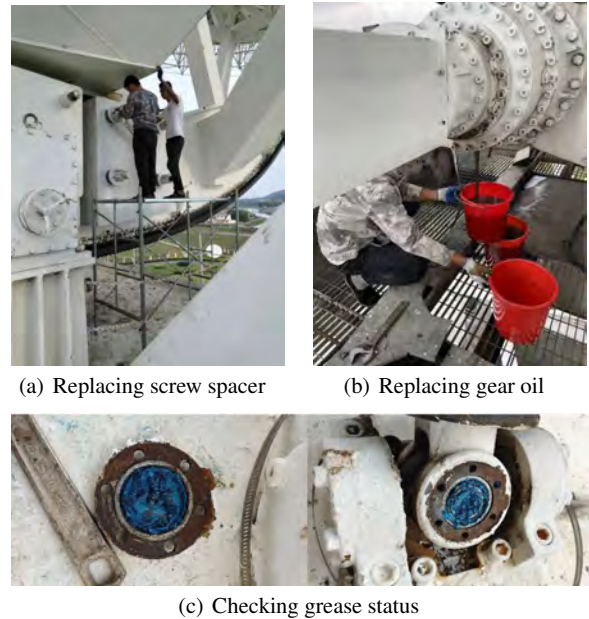 (a) Replacing screw spacer
(b) Replacing gear oil
(c) Checking grease status